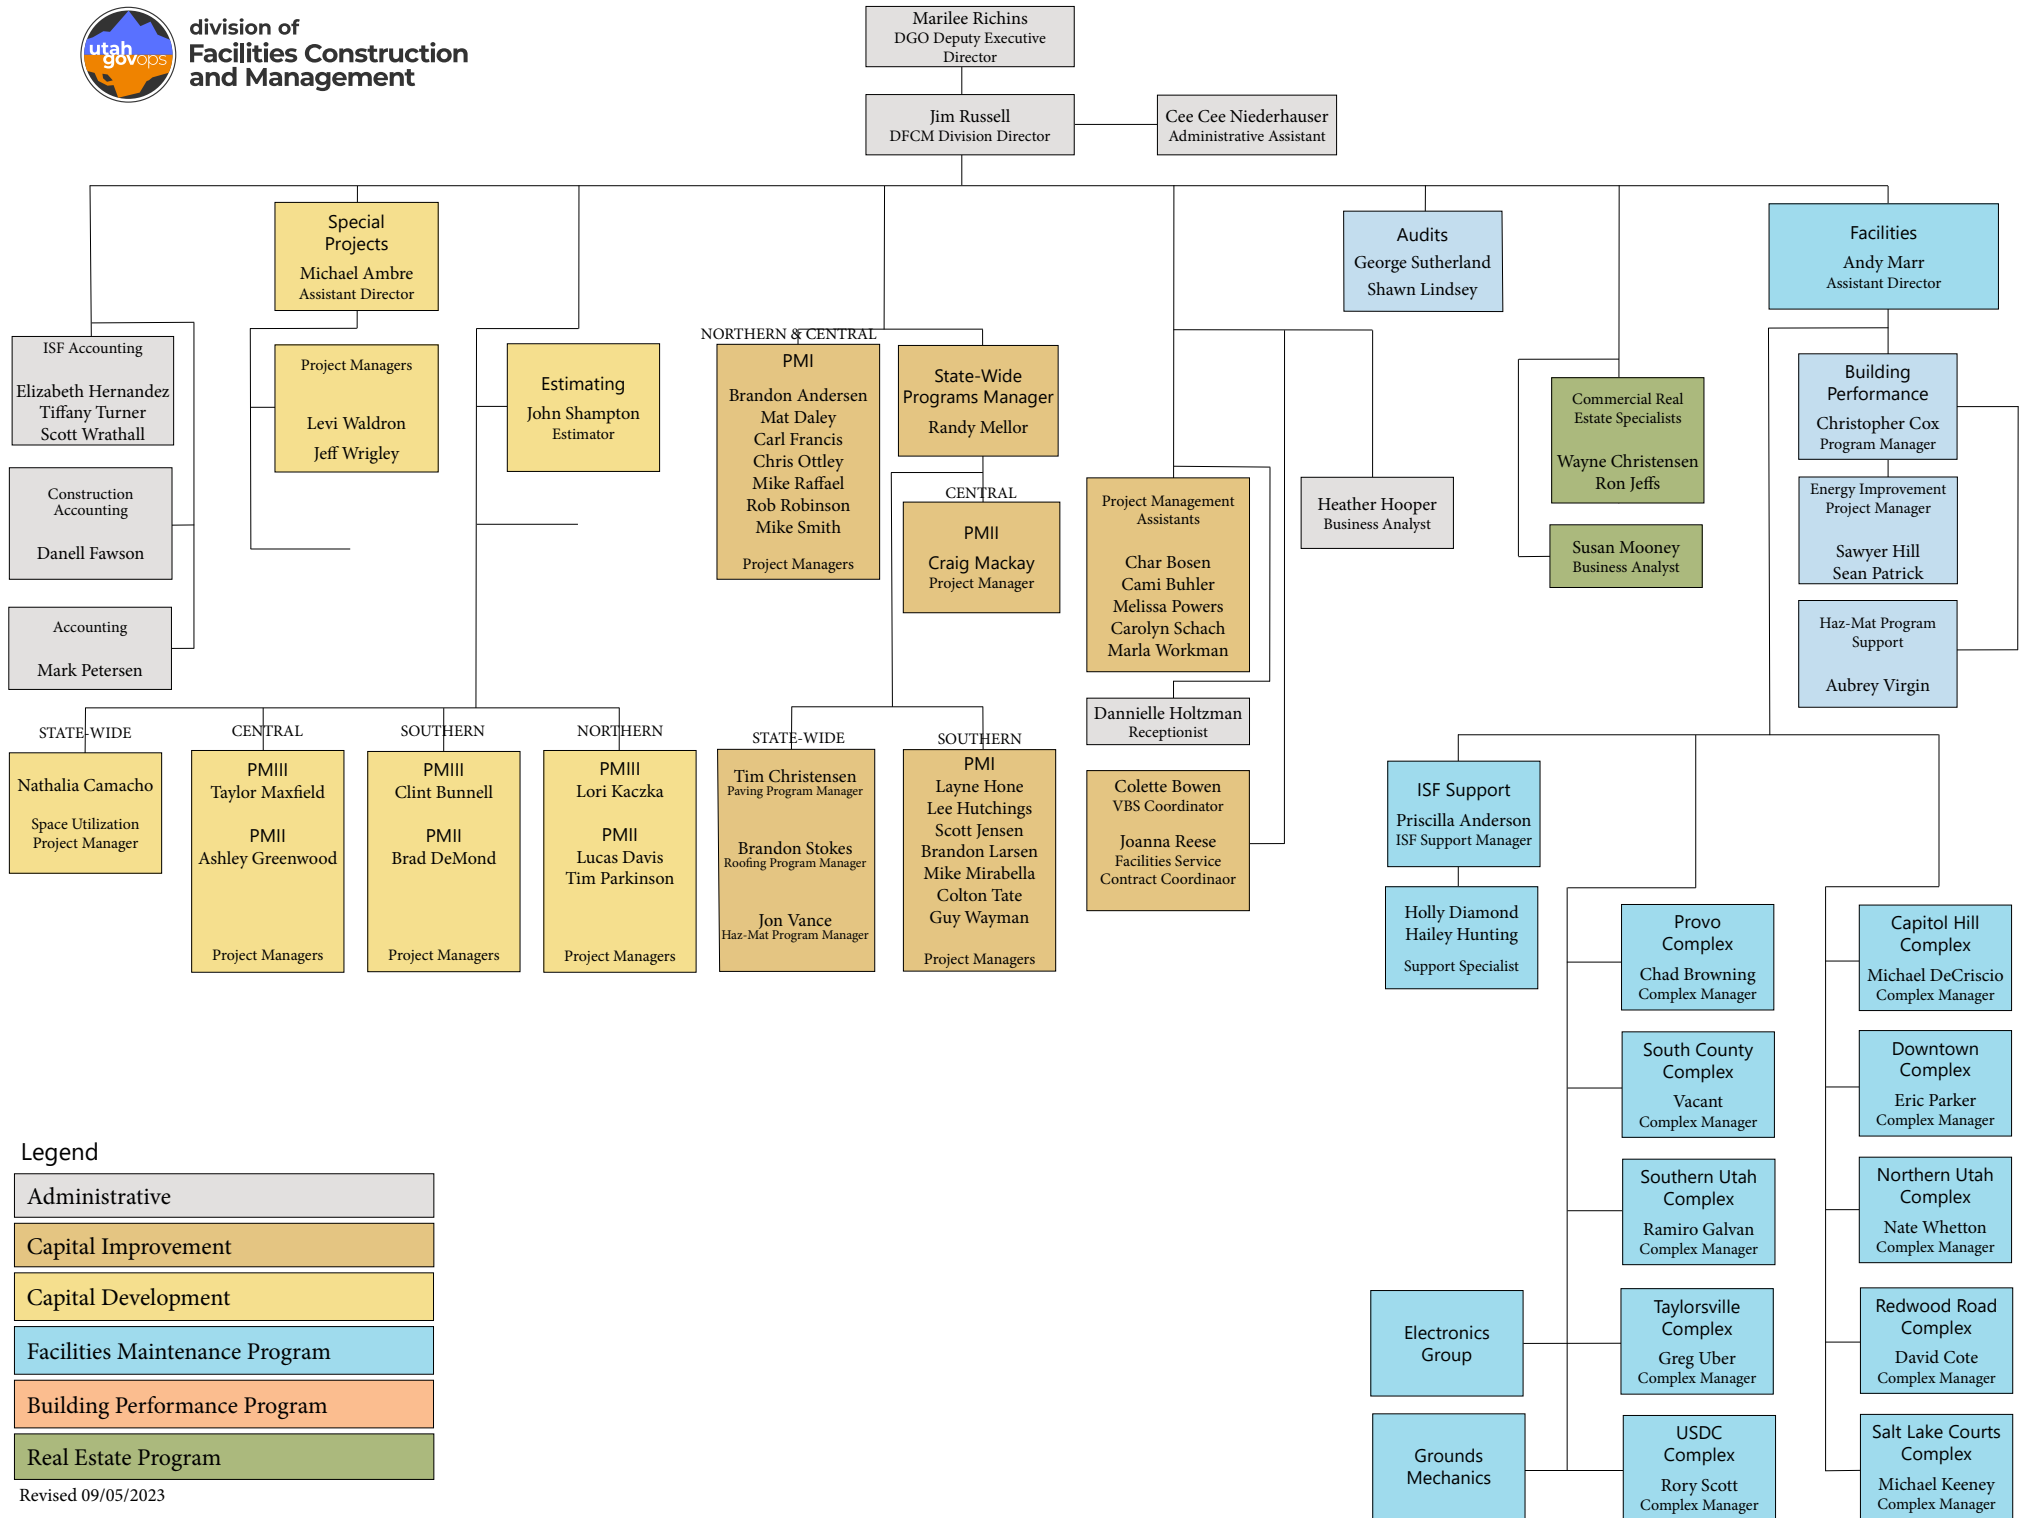 utah
govops
division of
Facilities Construction
and Management
Marilee Richins
DGO Deputy Executive
Director
Jim Russell
DFCM Division Director
Cee Cee Niederhauser
Administrative Assistant
Special
Projects
Michael Ambre
Assistant Director
Audits
George Sutherland
Shawn Lindsey
Facilities
Andy Marr
Assistant Director
ISF Accounting
Elizabeth Hernandez
Tiffany Turner
Scott Wrathall
Construction
Accounting
Danell Fawson
Accounting
Mark Petersen
Project Managers
Levi Waldron
Jeff Wrigley
Estimating
John Shampton
Estimator
NORTHERN & CENTRAL
PMI
Brandon Andersen
Mat Daley
Carl Francis
Chris Ottley
Mike Raffael
Rob Robinson
Mike Smith
Project Managers
State-Wide
Programs Manager
Randy Mellor
CENTRAL
PMII
Craig Mackay
Project Manager
Project Management
Assistants
Char Bosen
Cami Buhler
Melissa Powers
Carolyn Schach
Marla Workman
Heather Hooper
Business Analyst
Commercial Real
Estate Specialists
Wayne Christensen
Ron Jeffs
Susan Mooney
Business Analyst
Building
Performance
Christopher Cox
Program Manager
Energy Improvement
Project Manager
Sawyer Hill
Sean Patrick
Haz-Mat Program
Support
Aubrey Virgin
Dannielle Holtzman
Receptionist
Colette Bowen
VBS Coordinator
Joanna Reese
Facilities Service
Contract Coordinaor
STATE-WIDE
Nathalia Camacho
Space Utilization
Project Manager
CENTRAL
PMIII
Taylor Maxfield
PMII
Ashley Greenwood
Project Managers
SOUTHERN
PMIII
Clint Bunnell
PMII
Brad DeMond
Project Managers
NORTHERN
PMIII
Lori Kaczka
PMII
Lucas Davis
Tim Parkinson
Project Managers
STATE-WIDE
Tim Christensen
Paving Program Manager
Brandon Stokes
Roofing Program Manager
Jon Vance
Haz-Mat Program Manager
SOUTHERN
PMI
Layne Hone
Lee Hutchings
Scott Jensen
Brandon Larsen
Mike Mirabella
Colton Tate
Guy Wayman
Project Managers
ISF Support
Priscilla Anderson
ISF Support Manager
Holly Diamond
Hailey Hunting
Support Specialist
Provo
Complex
Chad Browning
Complex Manager
South County
Complex
Vacant
Complex Manager
Southern Utah
Complex
Ramiro Galvan
Complex Manager
Taylorsville
Complex
Greg Uber
Complex Manager
USDC
Complex
Rory Scott
Complex Manager
Electronics
Group
Grounds
Mechanics
Capitol Hill
Complex
Michael DeCriscio
Complex Manager
Downtown
Complex
Eric Parker
Complex Manager
Northern Utah
Complex
Nate Whetton
Complex Manager
Redwood Road
Complex
David Cote
Complex Manager
Salt Lake Courts
Complex
Michael Keeney
Complex Manager
Legend
Administrative
Capital Improvement
Capital Development
Facilities Maintenance Program
Building Performance Program
Real Estate Program
Revised 09/05/2023